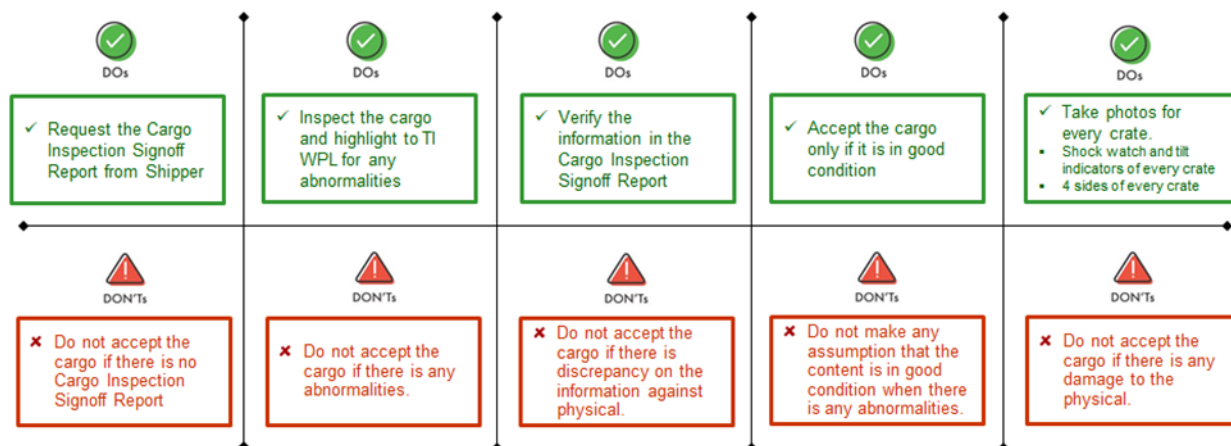 DOs
✓ Request the Cargo
Inspection Signoff
Report from Shipper
DOs
✓ Inspect the cargo
and highlight to TI
WPL for any
abnormalities
DOs
✓ Verify the
information in the
Cargo Inspection
Signoff Report
DOs
✓ Accept the cargo
only if it is in good
condition
DOs
✓ Take photos for
every crate.
▪ Shock watch and tilt
indicators of every crate
▪ 4 sides of every crate
DON'Ts
✘ Do not accept the
cargo if there is no
Cargo Inspection
Signoff Report
DON'Ts
✘ Do not accept the
cargo if there is any
abnormalities.
DON'Ts
✘ Do not accept the
cargo if there is
discrepancy on the
information against
physical.
DON'Ts
✘ Do not make any
assumption that the
content is in good
condition when there
is any abnormalities.
DON'Ts
✘ Do not accept the
cargo if there is any
damage to the
physical.